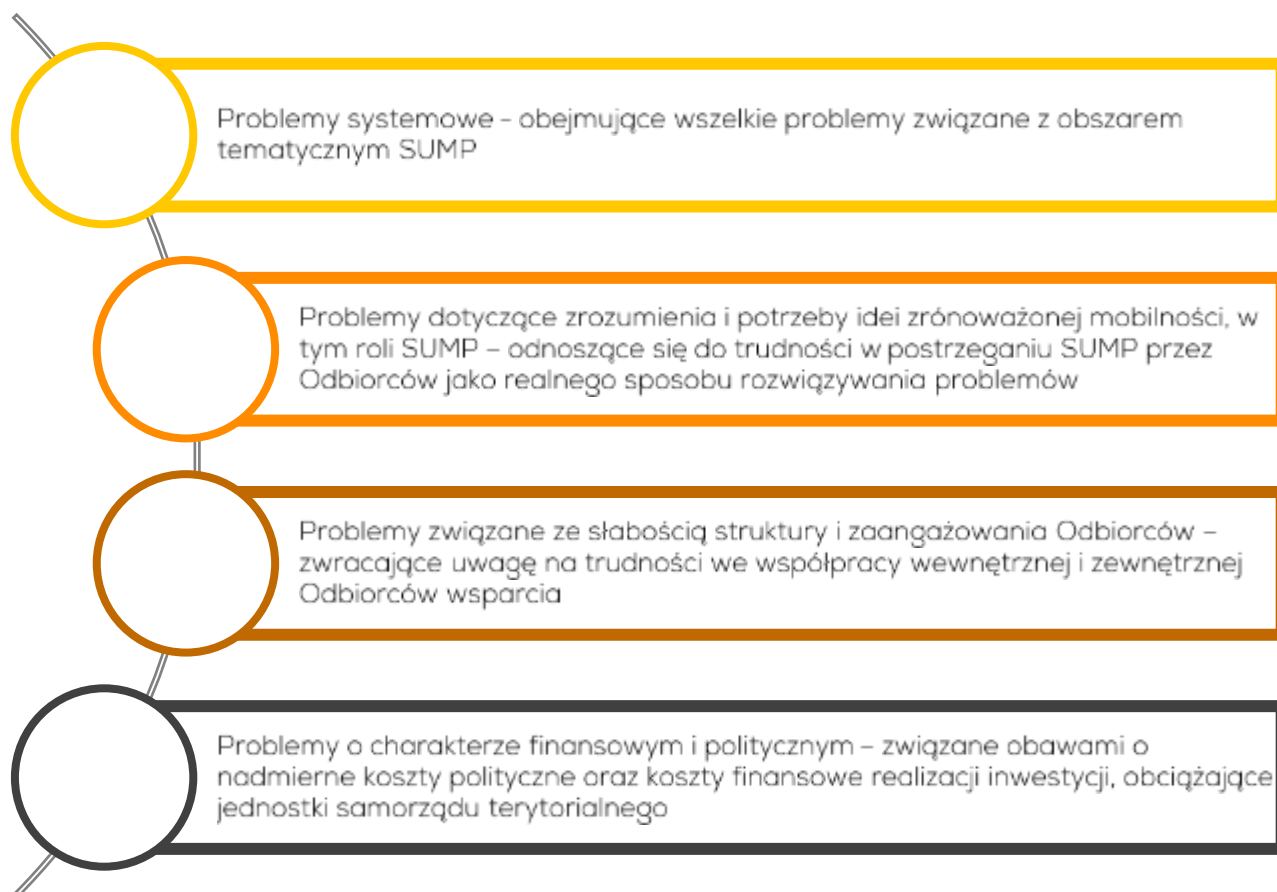 Problemy systemowe - obejmujące wszelkie problemy związane z obszarem
tematycznym SUMP
Problemy dotyczące zrozumienia i potrzeby idei zrónoważonej mobilności, w
tym roli SUMP – odnoszące się do trudności w postrzeganiu SUMP przez
Odbiorców jako realnego sposobu rozwiązywania problemów
Problemy związane ze słabością struktury i zaangażowania Odbiorców –
zwracające uwagę na trudności we współpracy wewnętrznej i zewnętrznej
Odbiorców wsparcia
Problemy o charakterze finansowym i politycznym – związane obawami o
nadmierne koszty polityczne oraz koszty finansowe realizacji inwestycji, obciążające
jednostki samorządu terytorialnego